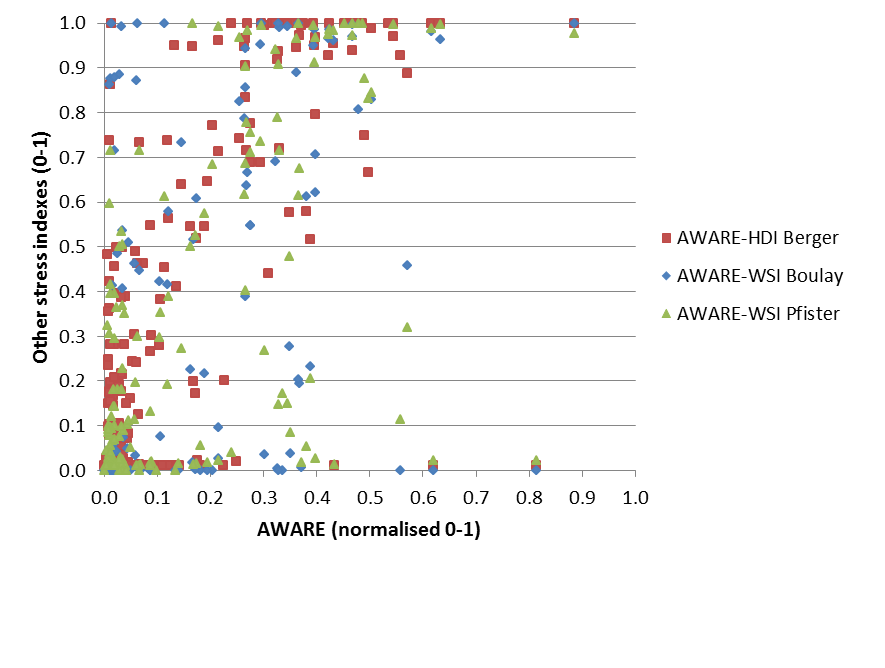 Other stress indexes (0-1)
1.0
0.9
0.8
0.7
0.6
0.5
0.4
0.3
0.2
0.1
0.0
0.0 0.1 0.2 0.3 0.4 0.5 0.6 0.7 0.8 0.9 1.0
AWARE (normalised 0-1)
AWARE-HDI Berger
AWARE-WSI Boulay
AWARE-WSI Pfister